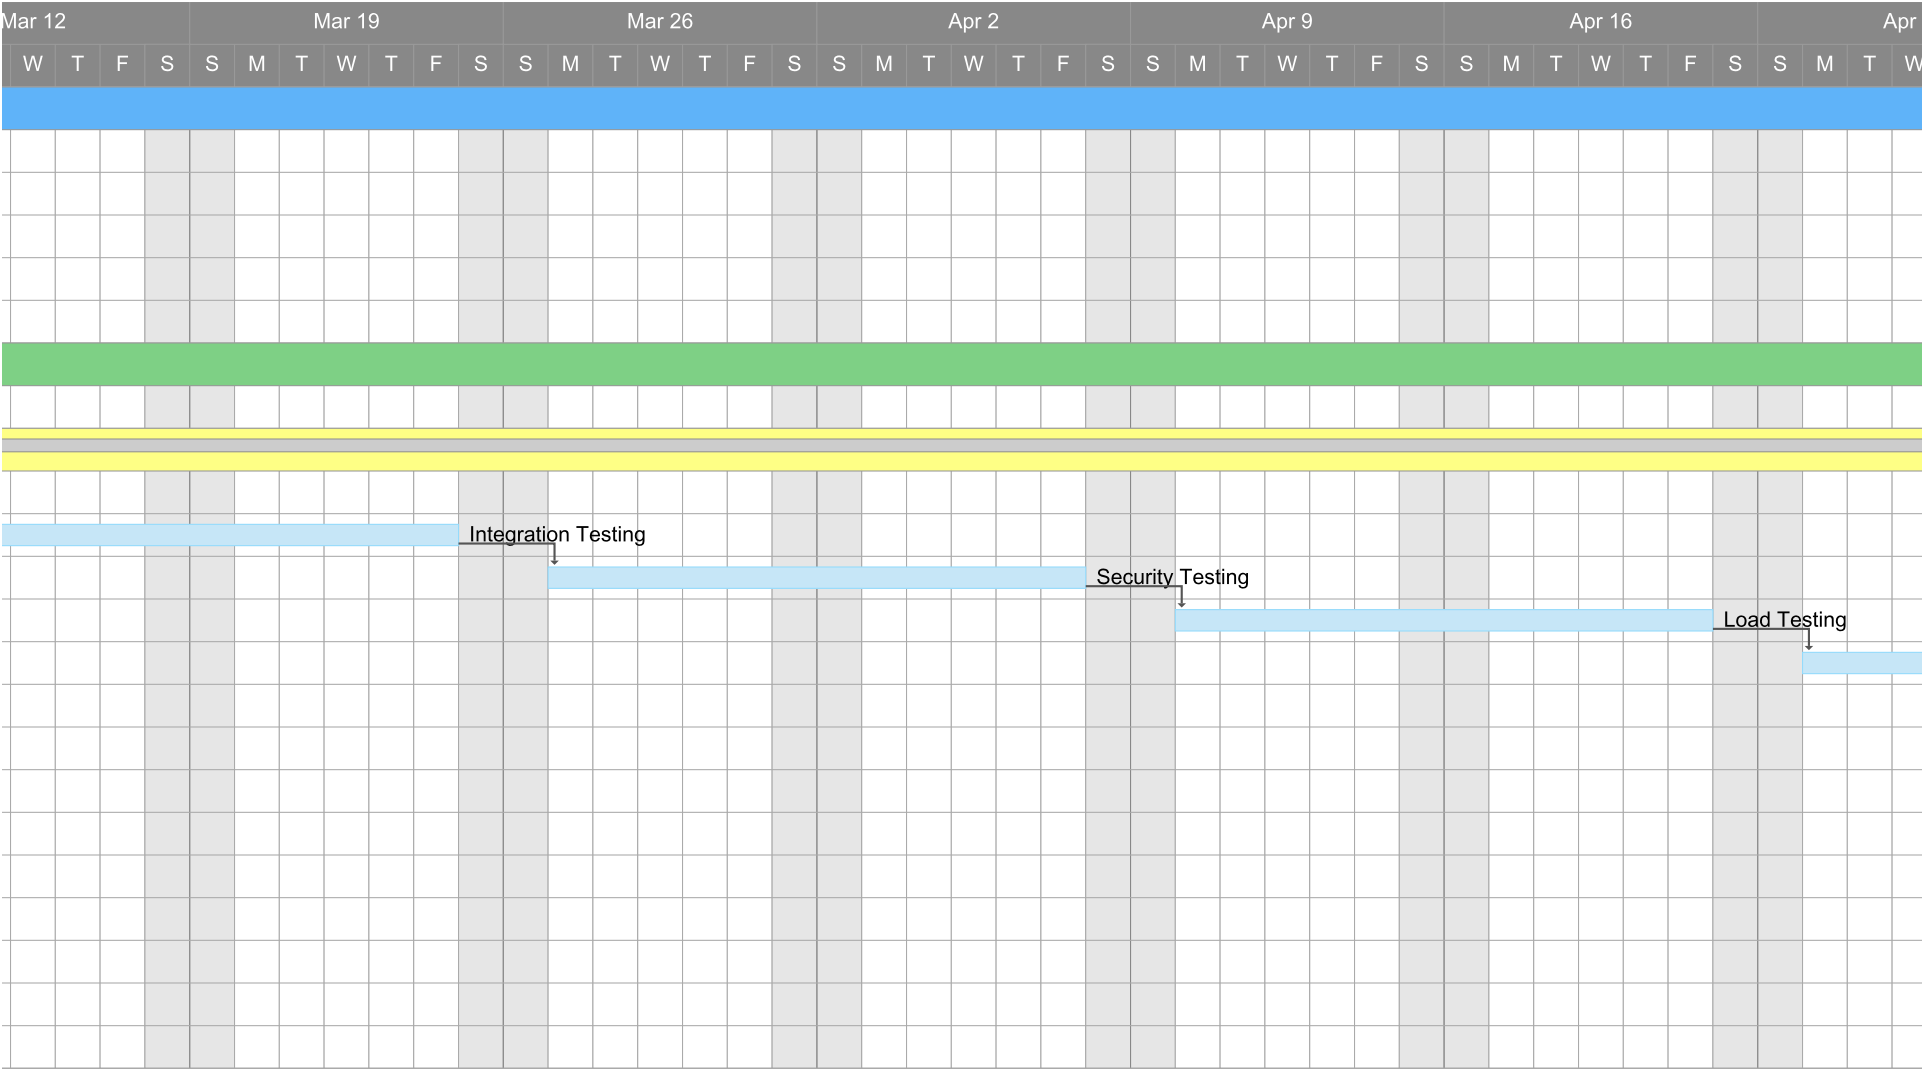 Mar 12 Mar 19 Mar 26 Apr 2 Apr 9 Apr 16 Apr
W T F S S M T W T F S S M T W T F S S M T W T F S S M T W T F S S M T W T F S S M T W
Integration Testing
Security Testing
Load Testing